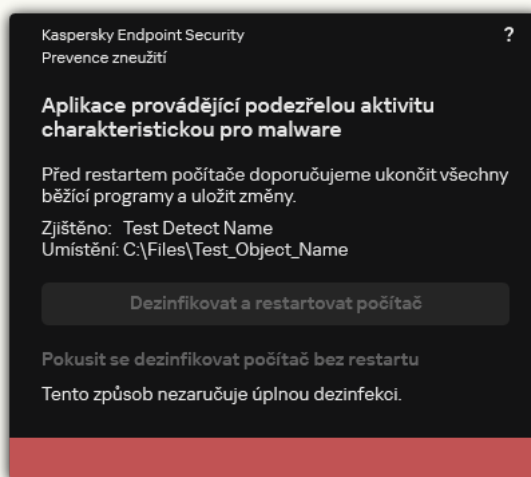 Kaspersky Endpoint Security
?
Prevence zneužití
Aplikace provádějící podezřelou aktivitu
charakteristickou pro malware
Před restartem počítače doporučujeme ukončit všechny
běžící programy a uložit změny.
Zjištěno: Test Detect Name
Umístění: C:\Files\Test_Object_Name
Dezinfikovat a restartovat počítač
Pokusit se dezinfikovat počítač bez restartu
Tento způsob nezaručuje úplnou dezinfekci.